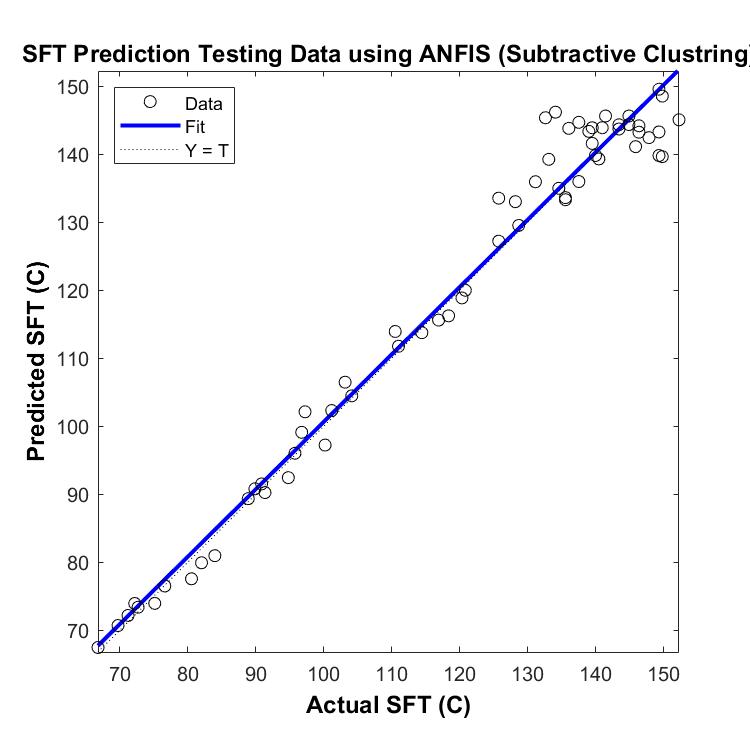 SFT Prediction Testing Data using ANFIS (Subtractive Clustring)
150
140
130
120
110
100
90
80
70
Data
Fit
Y = T
Predicted SFT (C)
70 80 90 100 110 120 130 140 150
Actual SFT (C)